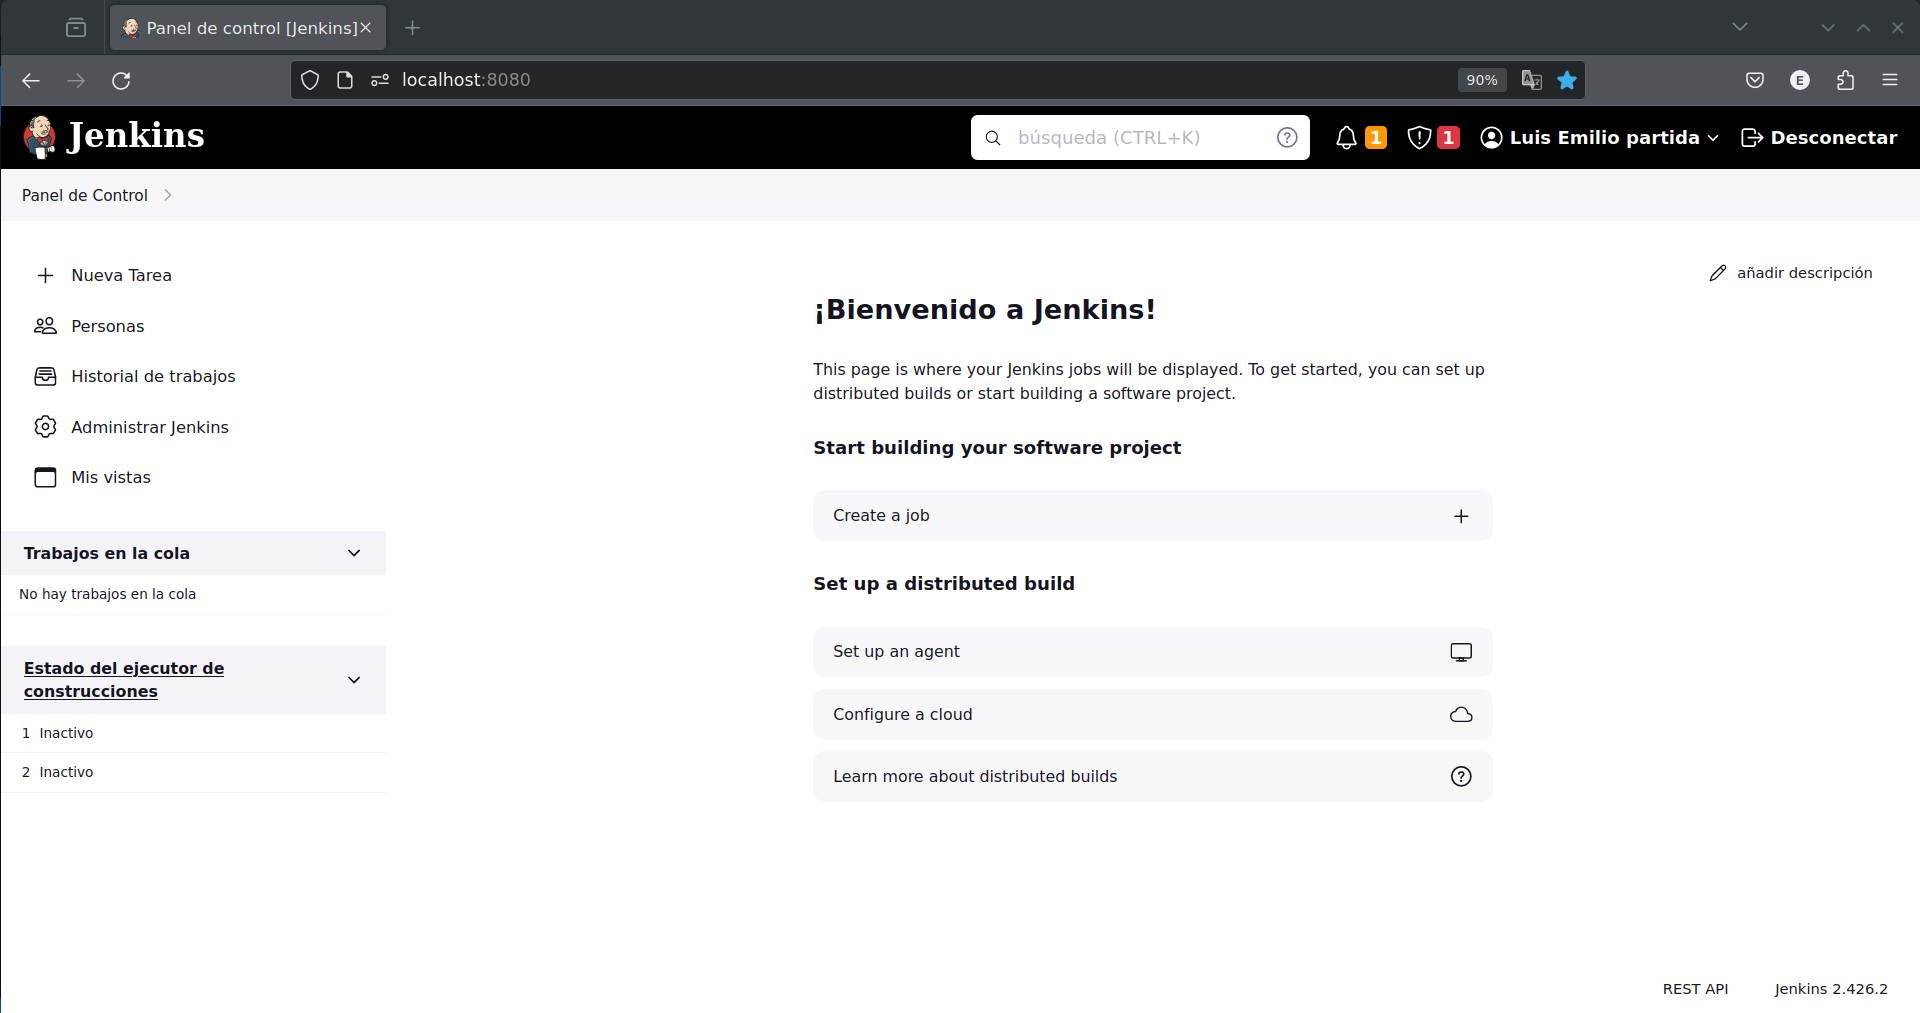 Panel de control [Jenkins]
localhost:8080
90%
E
Jenkins
búsqueda (CTRL+K)
1
1
Luis Emilio partida
Desconectar
Panel de Control
Nueva Tarea
Personas
Historial de trabajos
Administrar Jenkins
Mis vistas
Trabajos en la cola
No hay trabajos en la cola
Estado del ejecutor de
construcciones
1 Inactivo
2 Inactivo
añadir descripción
¡Bienvenido a Jenkins!
This page is where your Jenkins jobs will be displayed. To get started, you can set up
distributed builds or start building a software project.
Start building your software project
Create a job
Set up a distributed build
Set up an agent
Configure a cloud
Learn more about distributed builds
REST API
Jenkins 2.426.2